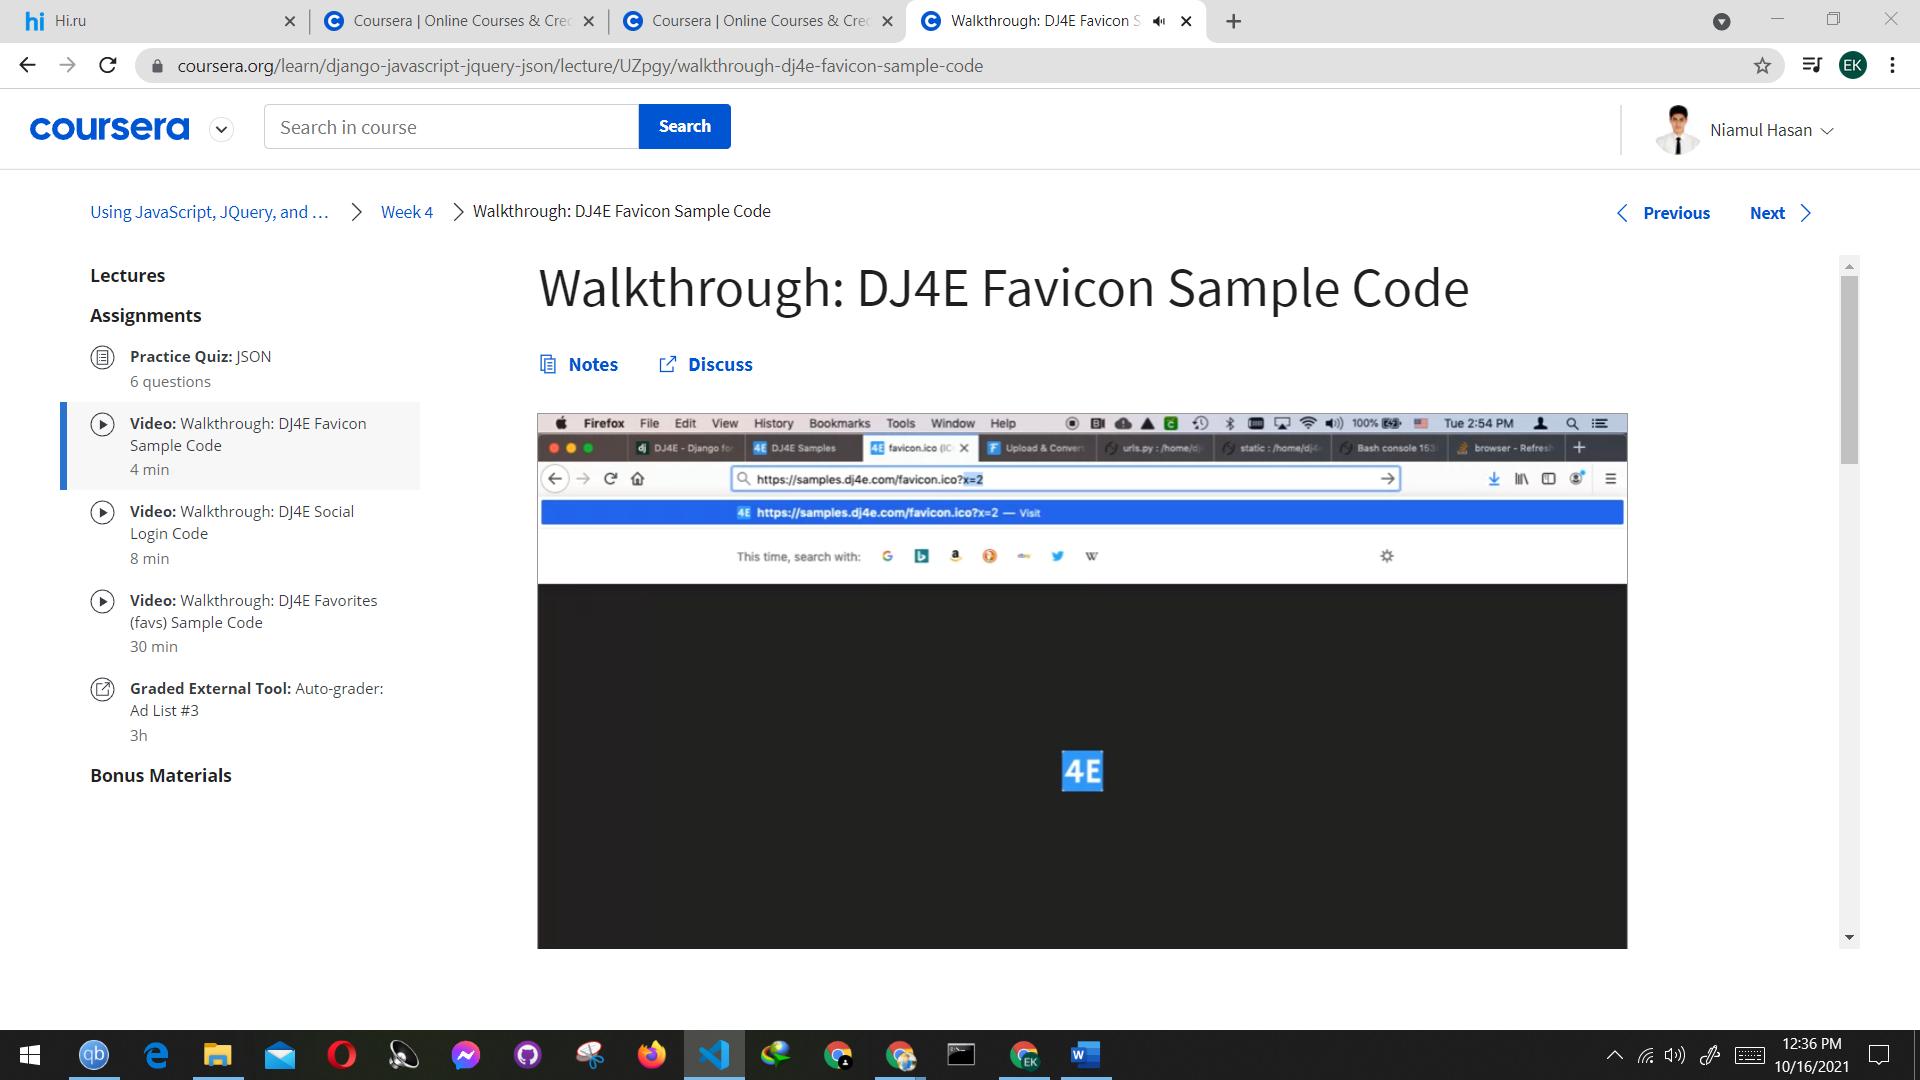 hi Hi.ru
Coursera | Online Courses & Cre
Coursera | Online Courses & Cre
Walkthrough: DJ4E Favicon S
coursera.org/learn/django-javascript-jquery-json/lecture/UZpgy/walkthrough-dj4e-favicon-sample-code
EK
coursera
Search in course
Search
Niamul Hasan
Using JavaScript, JQuery, and ...
Week 4
Walkthrough: DJ4E Favicon Sample Code
Previous
Next
Lectures
Assignments
Practice Quiz: JSON
6 questions
Video: Walkthrough: DJ4E Favicon
Sample Code
4 min
Video: Walkthrough: DJ4E Social
Login Code
8 min
Video: Walkthrough: DJ4E Favorites
(favs) Sample Code
30 min
Graded External Tool: Auto-grader:
Ad List #3
3h
Bonus Materials
Walkthrough: DJ4E Favicon Sample Code
Notes
Discuss
Firefox File Edit View History Bookmarks Tools Window Help 100% Tue 2:54 PM
dj DJ4E - Django for
4E DJ4E Samples
4E favicon.ico (IC
Upload & Convert
urls.py : /home/dj
static : /home/dj4
Bash console 163
browser - Refresh
https://samples.dj4e.com/favicon.ico?x=2
4E https://samples.dj4e.com/favicon.ico?x=2 — Visit
This time, search with:
4E
qb
EK
12:36 PM
10/16/2021